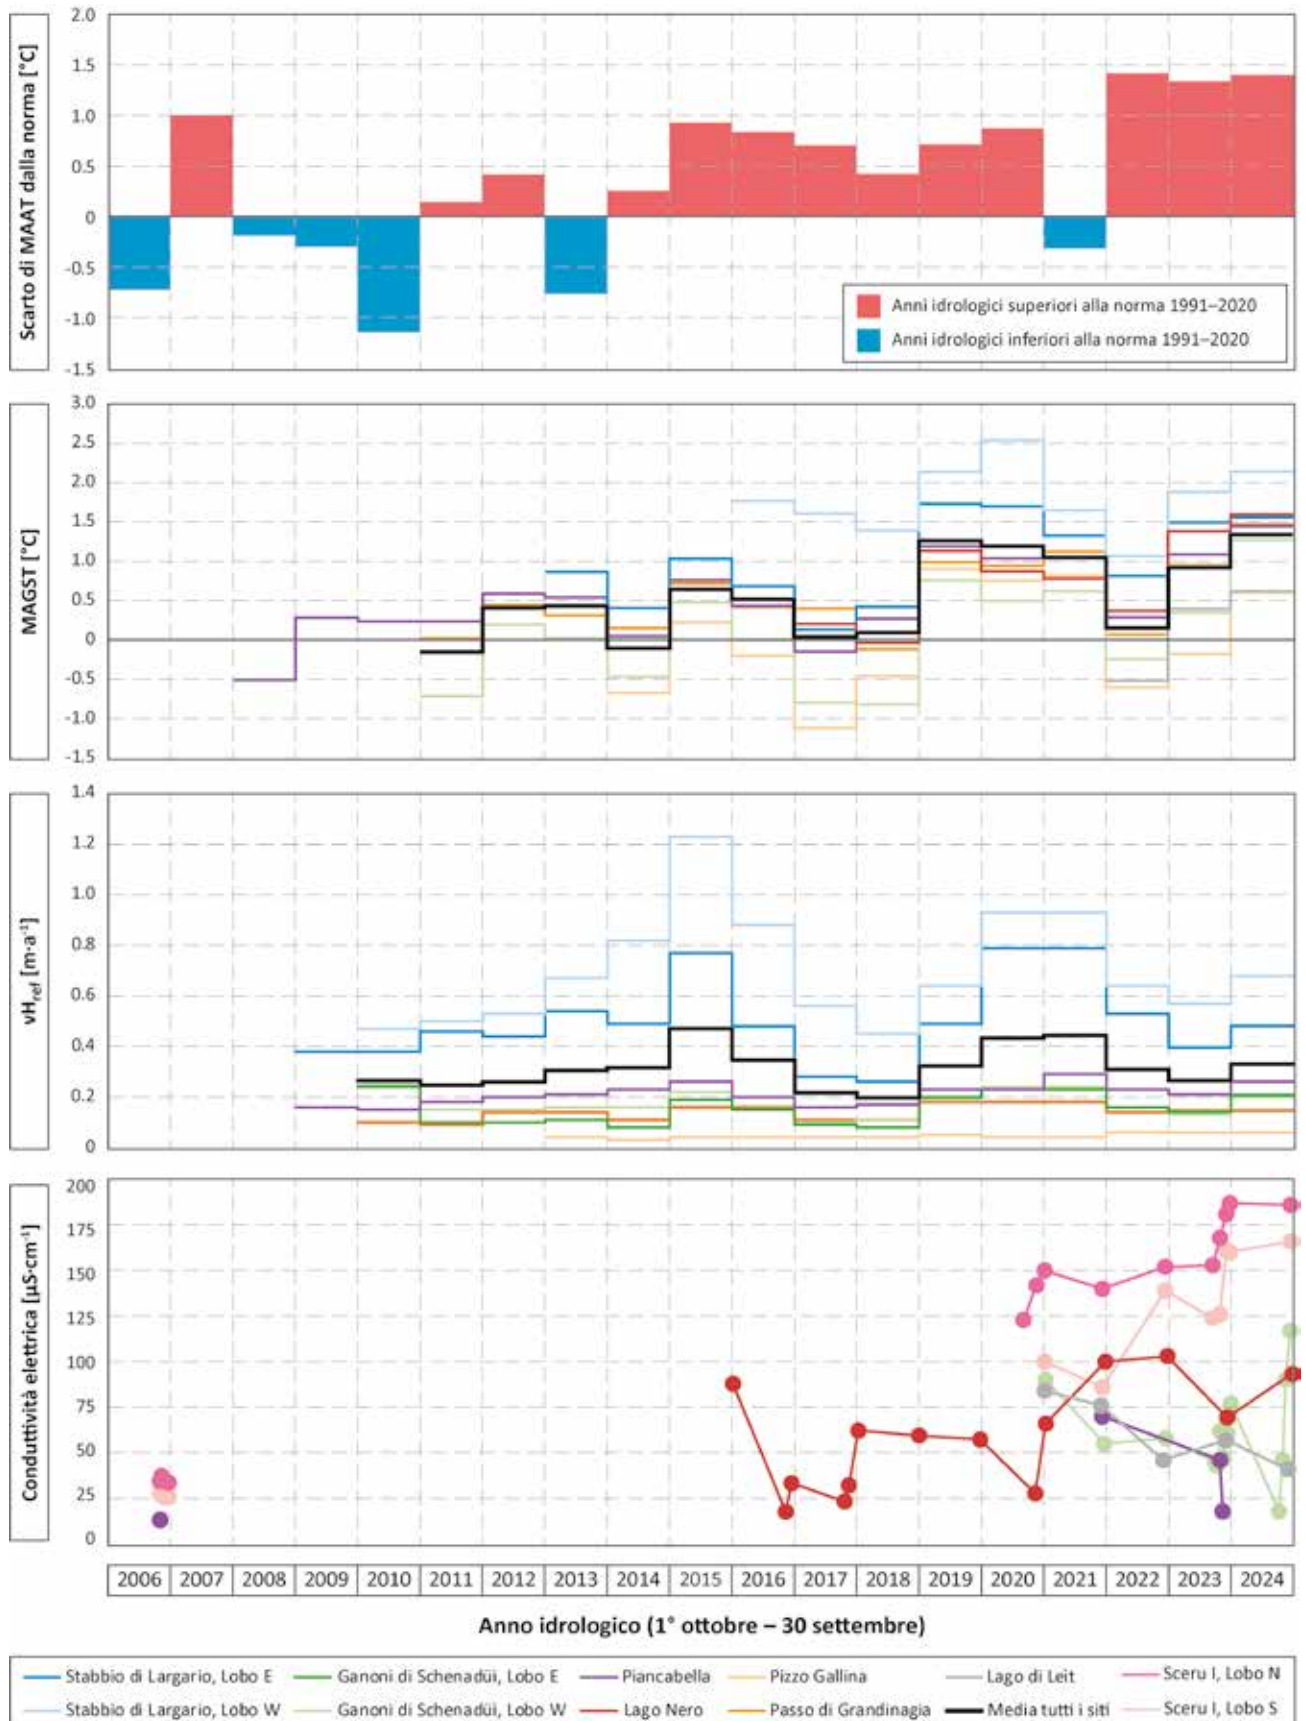 Scarto di MAAT dalla norma [°C]
2.0
1.5
1.0
0.5
0
-0.5
-1.0
-1.5
Anni idrologici superiori alla norma 1991–2020
Anni idrologici inferiori alla norma 1991–2020
MAGST [°C]
3.0
2.5
2.0
1.5
1.0
0.5
0
-0.5
-1.0
-1.5
vH_ref [m·a⁻¹]
1.4
1.2
1.0
0.8
0.6
0.4
0.2
0
Conduttività elettrica [µS·cm⁻¹]
200
175
150
125
100
75
50
25
0
2006 2007 2008 2009 2010 2011 2012 2013 2014 2015 2016 2017 2018 2019 2020 2021 2022 2023 2024
Anno idrologico (1° ottobre – 30 settembre)
Stabbio di Largario, Lobo E
Ganoni di Schenadüi, Lobo E
Piancabella
Pizzo Gallina
Lago di Leìt
Sceru I, Lobo N
Stabbio di Largario, Lobo W
Ganoni di Schenadüi, Lobo W
Lago Nero
Passo di Grandinagia
Media tutti i siti
Sceru I, Lobo S